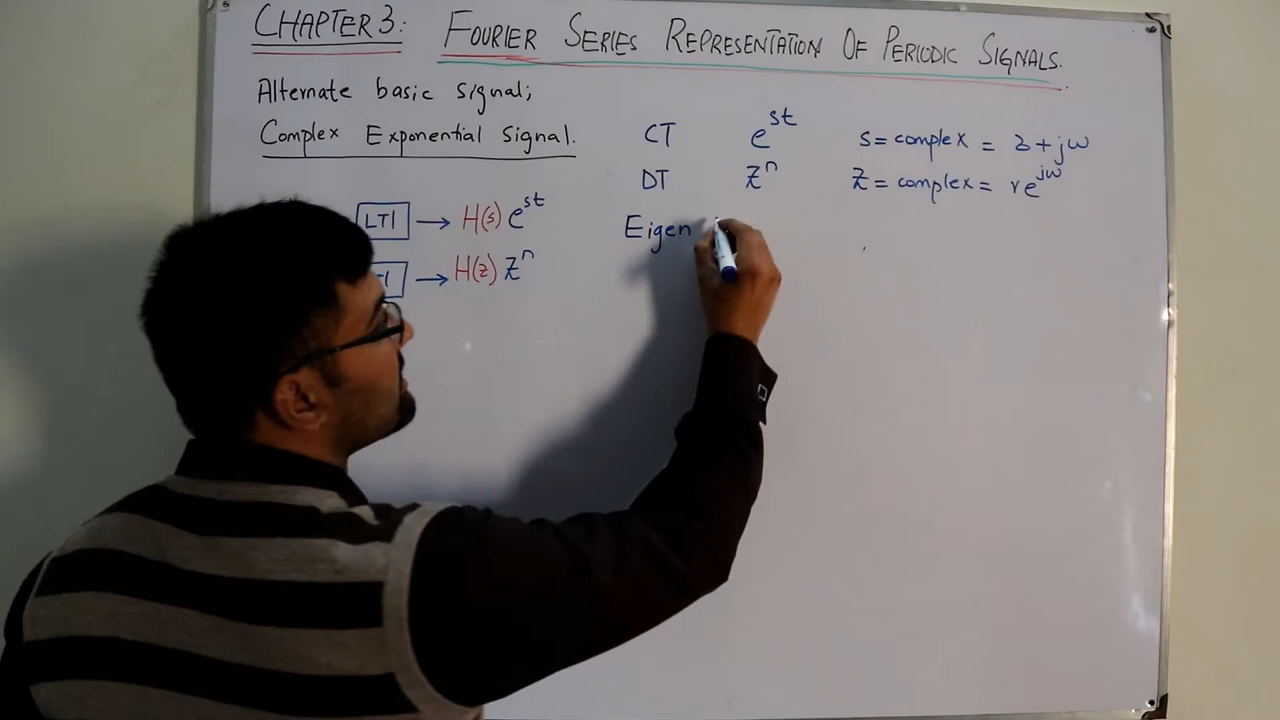 CHAPTER 3: FOURIER SERIES REPRESENTATION OF PERIODIC SIGNALS.
Alternate basic signal;
Complex Exponential signal.
CT e^{st} s = complex = 2 + jω
DT z^n z = complex = re^{jω}
LTI → H(s) e^{st}
→ H(z) z^n
Eigen